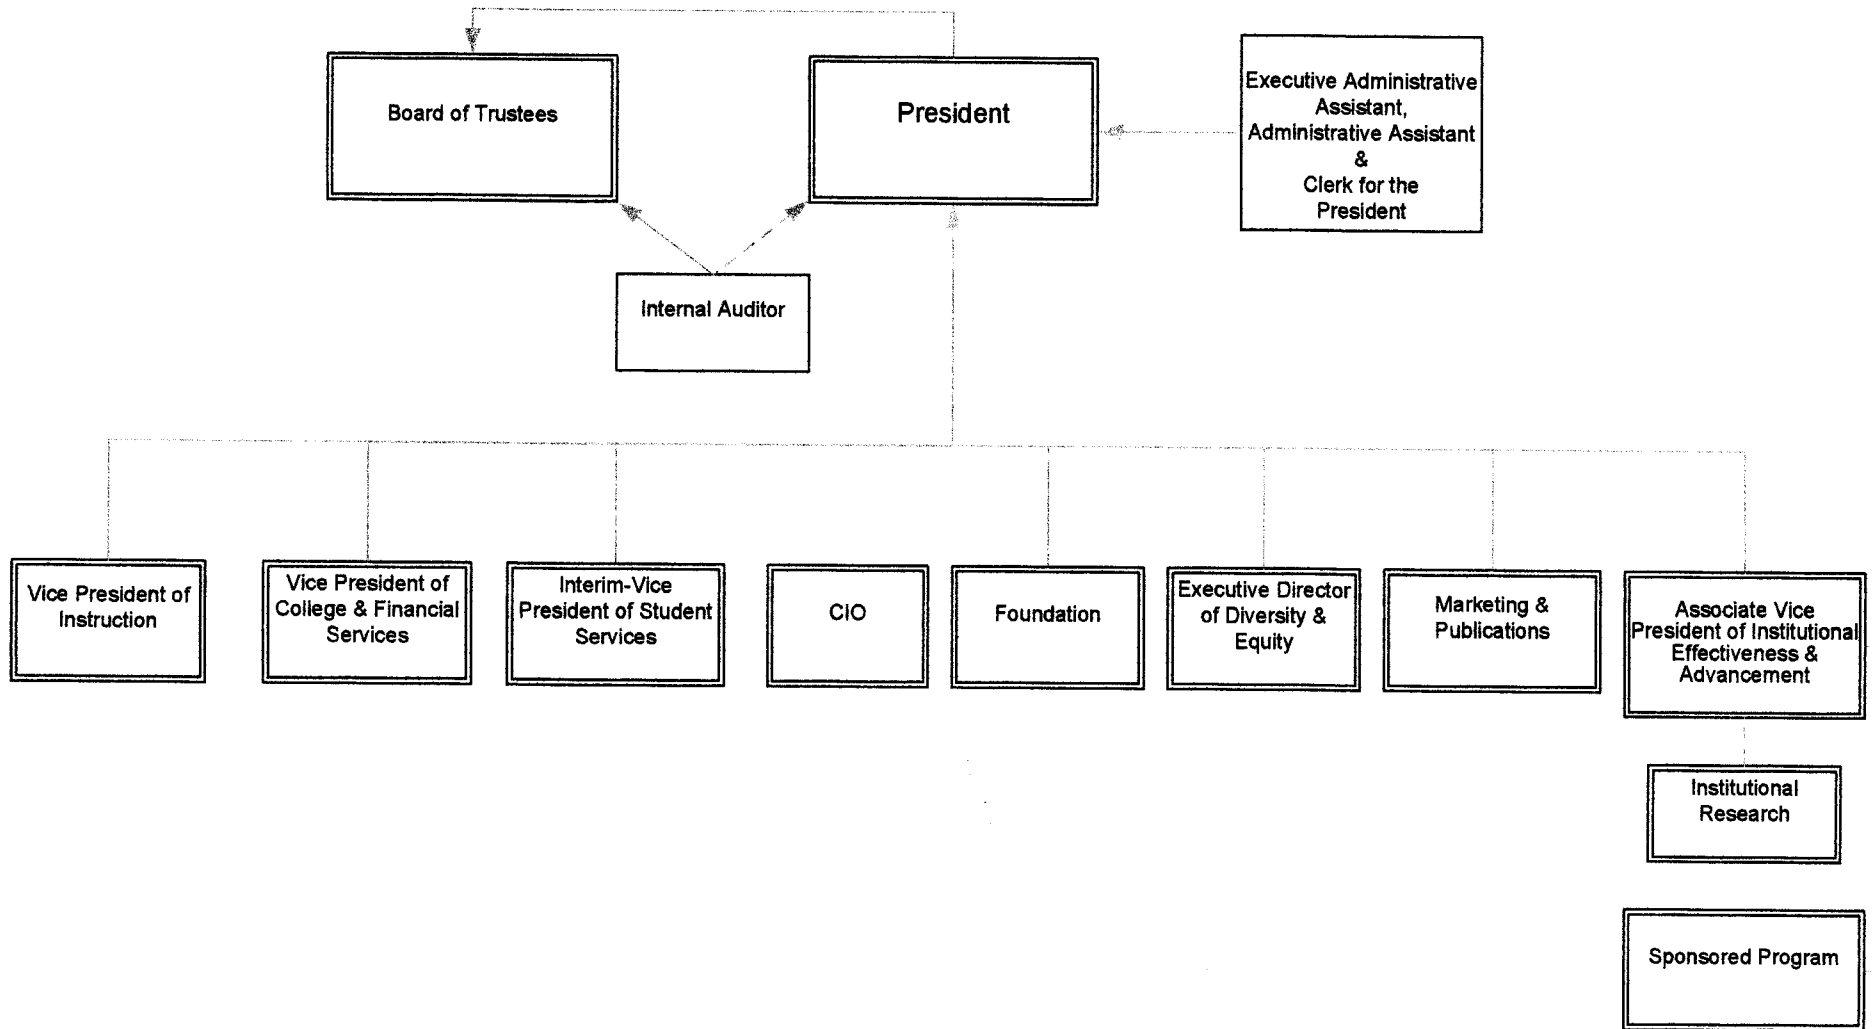 Board of Trustees
President
Executive Administrative
Assistant,
Administrative Assistant
&
Clerk for the
President
Internal Auditor
Vice President of
Instruction
Vice President of
College & Financial
Services
Interim-Vice
President of Student
Services
CIO
Foundation
Executive Director
of Diversity &
Equity
Marketing &
Publications
Associate Vice
President of Institutional
Effectiveness &
Advancement
Institutional
Research
Sponsored Program